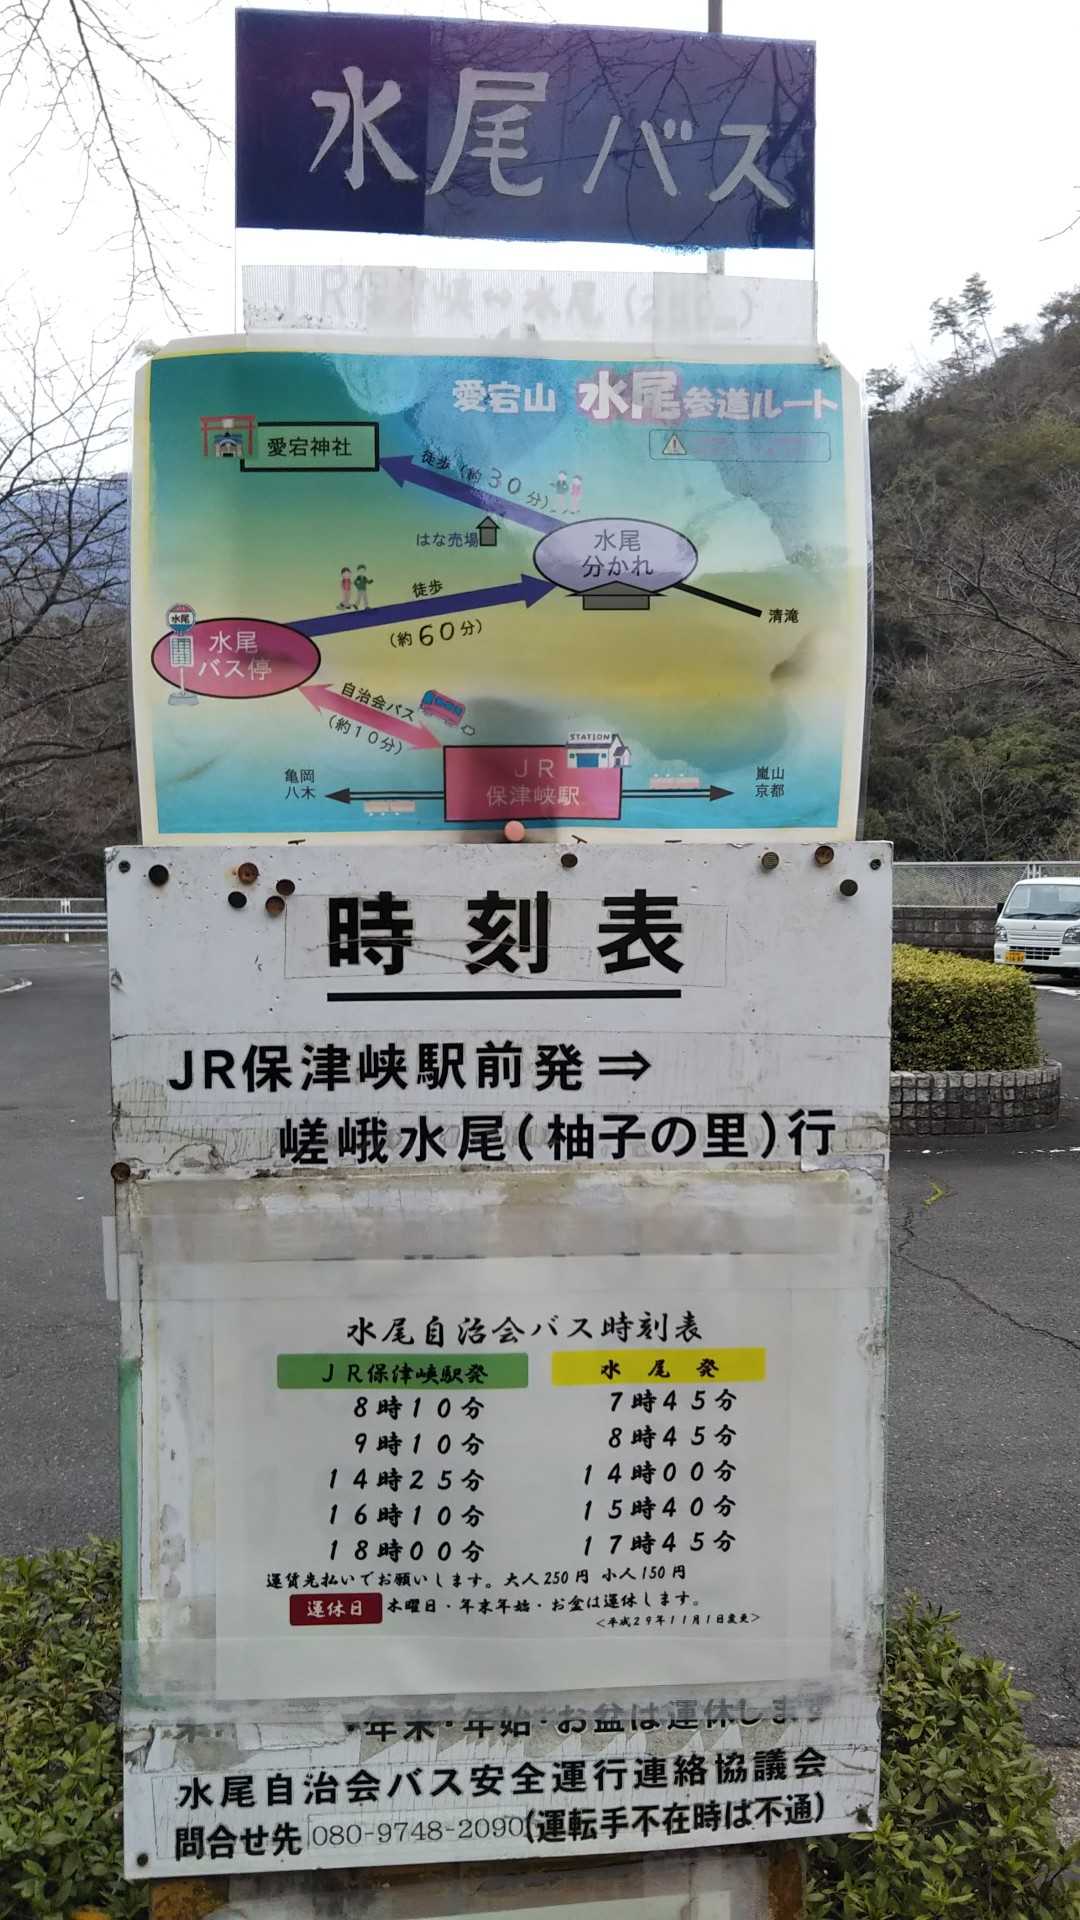 水尾バス
JR保津峡↔水尾
愛宕山 水尾参道ルート
愛宕神社
徒歩(約30分)
はな売場
水尾
分かれ
清滝
徒歩
(約60分)
水尾
水尾
バス停
自治会バス
(約10分)
STATION
JR
保津峡駅
亀岡
八木
嵐山
京都
時刻表
JR保津峡駅前発⇒
嵯峨水尾(柚子の里)行
水尾自治会バス時刻表
JR保津峡駅発 水尾発
8時10分 7時45分
9時10分 8時45分
14時25分 14時00分
16時10分 15時40分
18時00分 17時45分
運賃先払いでお願いします。大人250円 小人150円
運休日 木曜日・年末年始・お盆は運休します。
<平成29年11月1日変更>
・年末・年始・お盆は運休します
水尾自治会バス安全運行連絡協議会
問合せ先 080-9748-2090(運転手不在時は不通)